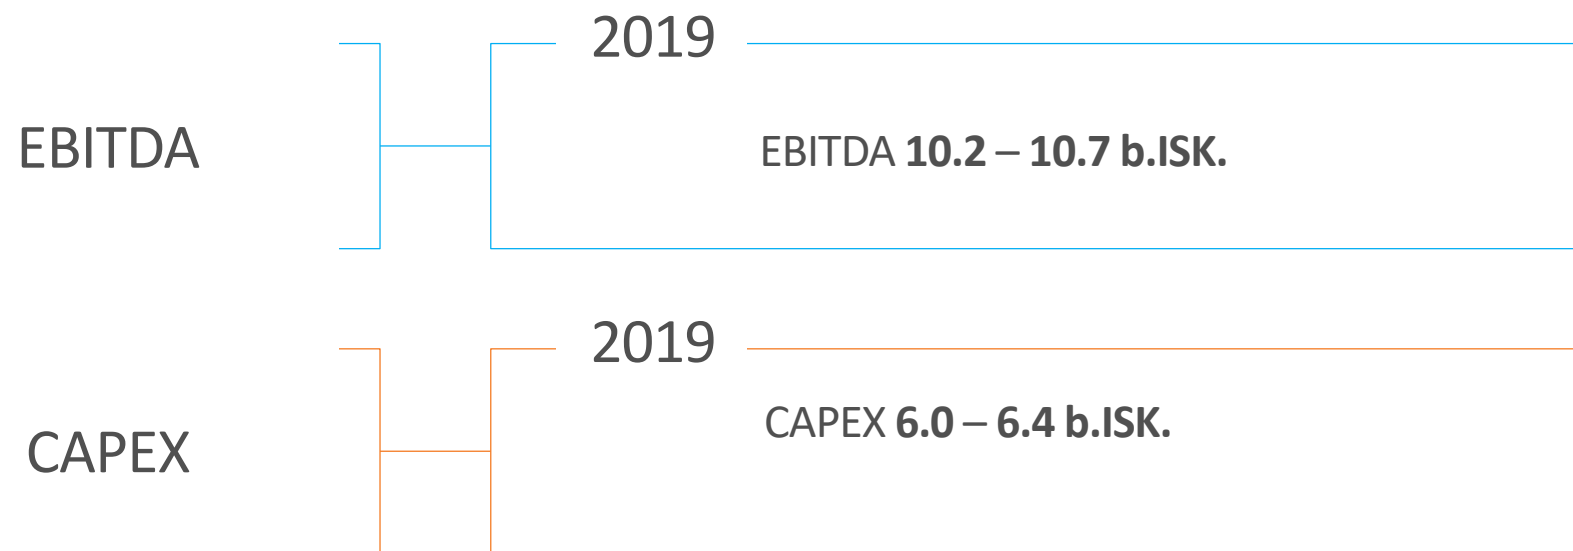 2019
EBITDA
EBITDA 10.2 – 10.7 b.ISK.
2019
CAPEX 6.0 – 6.4 b.ISK.
CAPEX